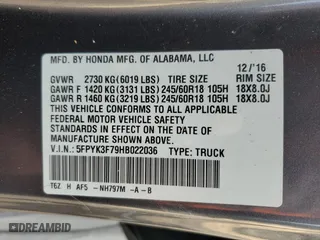 MFD. BY HONDA MFG. OF ALABAMA, LLC
12/'16
GVWR 2730 KG(6019 LBS) TIRE SIZE RIM SIZE
GAWR F 1420 KG(3131 LBS)245/60R18 105H 18X8.0J
GAWR R 1460 KG(3219 LBS)245/60R18 105H 18X8.0J
THIS VEHICLE CONFORMS TO ALL APPLICABLE
FEDERAL MOTOR VEHICLE SAFETY STANDARDS IN
EFFECT ON THE DATE OF MANUFACTURE SHOWN ABOVE.
V.I.N.: 5FPYK3F79HB022036 TYPE: TRUCK
T6Z H AF5 -NH797M -A-B
DREAMBID